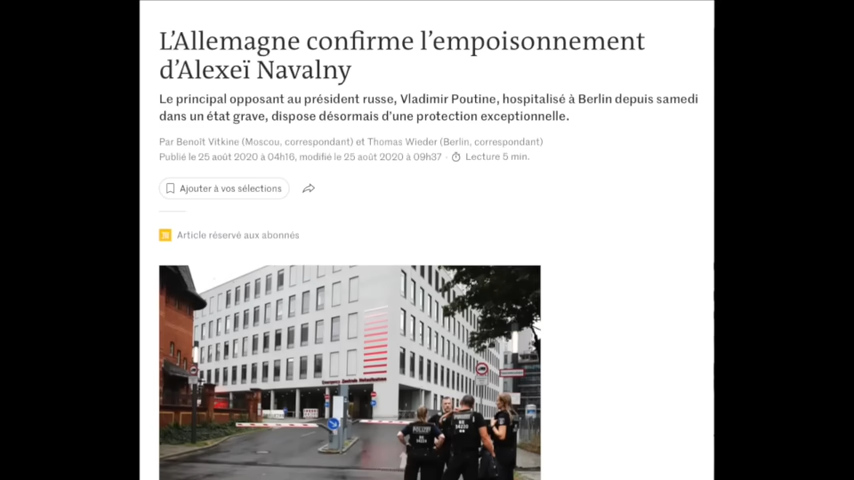 L'Allemagne confirme l'empoisonnement
d'Alexeï Navalny
Le principal opposant au président russe, Vladimir Poutine, hospitalisé à Berlin depuis samedi
dans un état grave, dispose désormais d'une protection exceptionnelle.
Par Benoît Vitkine (Moscou, correspondant) et Thomas Wieder (Berlin, correspondant)
Publié le 25 août 2020 à 04h16, modifié le 25 août 2020 à 09h37 · Lecture 5 min.
Ajouter à vos sélections
Article réservé aux abonnés
POLIZEI